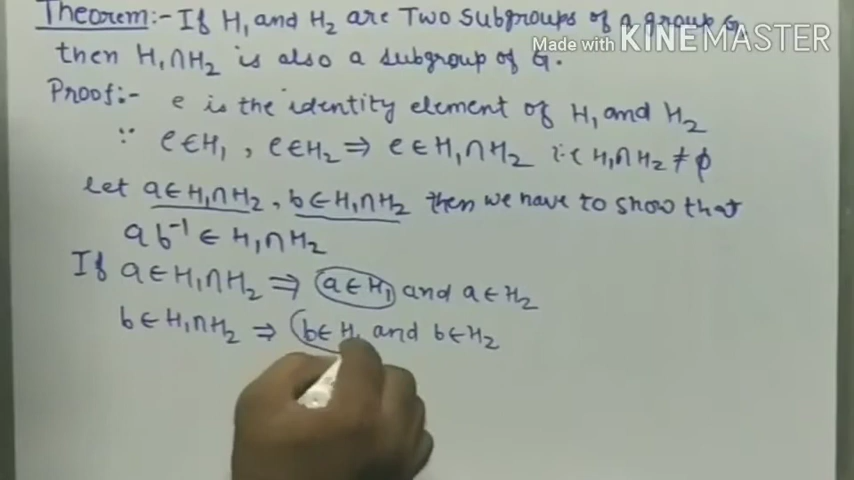 Theorem:- If H₁ and H₂ are Two Subgroups of a group G,
Made with KINEMASTER
then H₁∩H₂ is also a subgroup of G.
Proof:- e is the identity element of H₁ and H₂
∵ e∈H₁, e∈H₂ ⇒ e∈H₁∩H₂ i.e H₁∩H₂ ≠ ϕ
Let a∈H₁∩H₂, b∈H₁∩H₂ then we have to show that
ab⁻¹ ∈ H₁∩H₂
If a∈H₁∩H₂ ⇒ a∈H₁ and a∈H₂
b∈H₁∩H₂ ⇒ b∈H₁ and b∈H₂